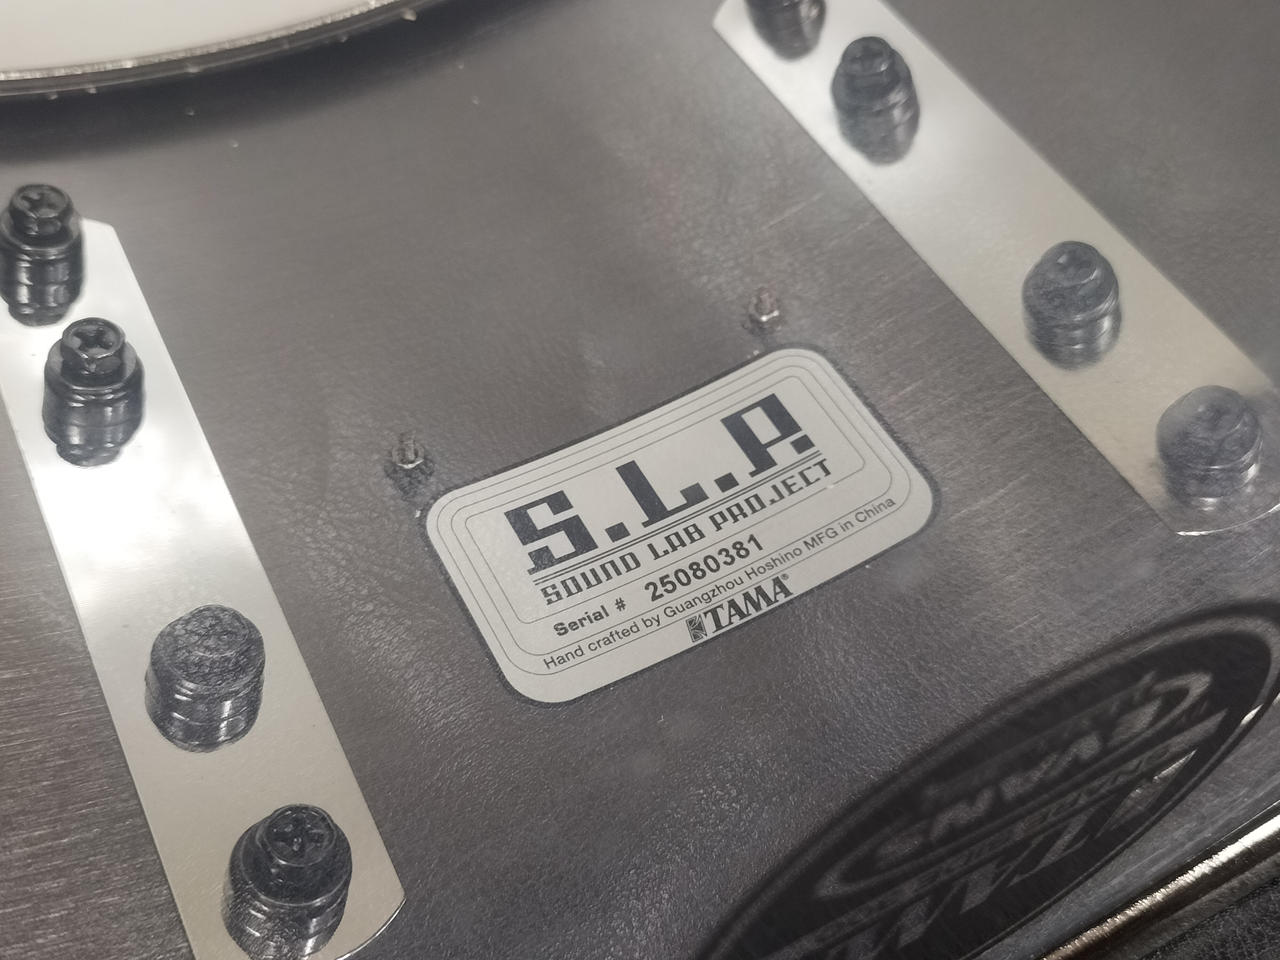 S.L.P.
SOUND LAB PROJECT
Serial # 25080381
Hand crafted by Guangzhou Hoshino MFG in China
TAMA®